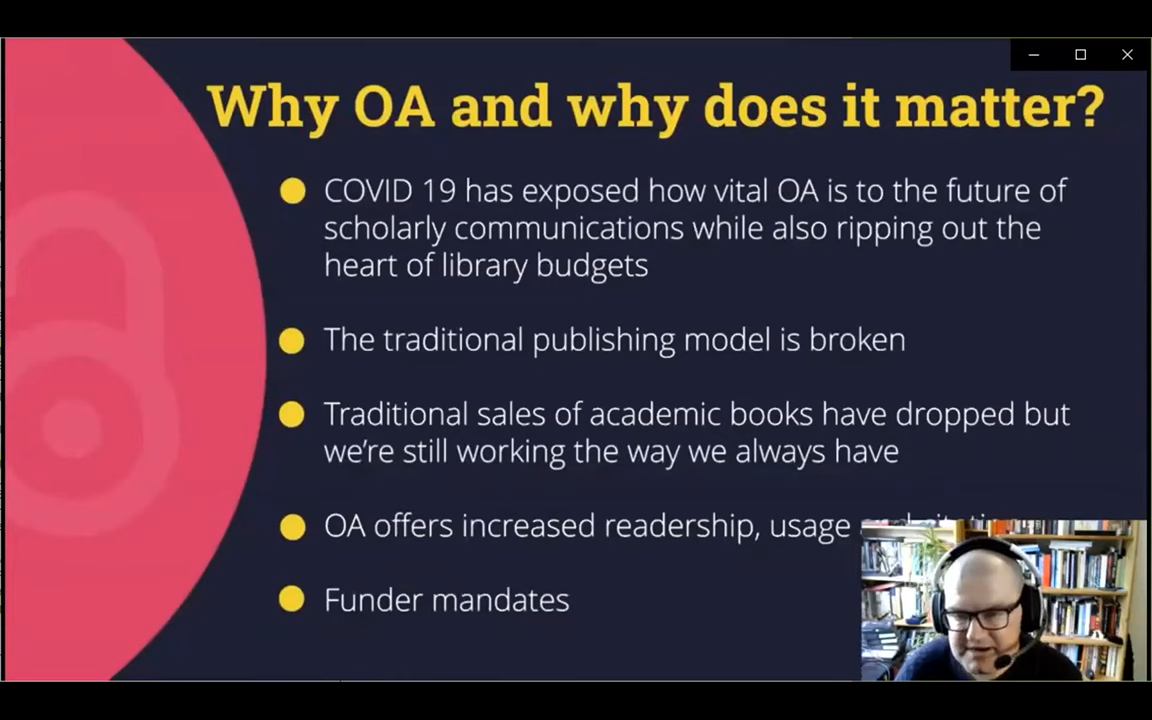 Why OA and why does it matter?
COVID 19 has exposed how vital OA is to the future of
scholarly communications while also ripping out the
heart of library budgets
The traditional publishing model is broken
Traditional sales of academic books have dropped but
we're still working the way we always have
OA offers increased readership, usage
Funder mandates